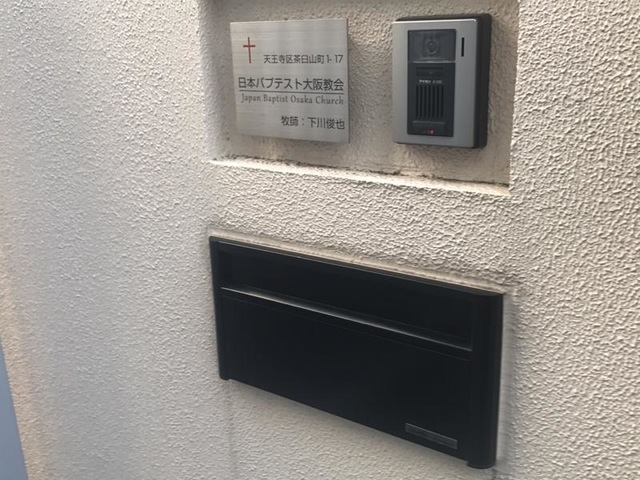 天王寺区茶臼山町1-17
日本バプテスト大阪教会
Japan Baptist Osaka Church
牧師：下川俊也